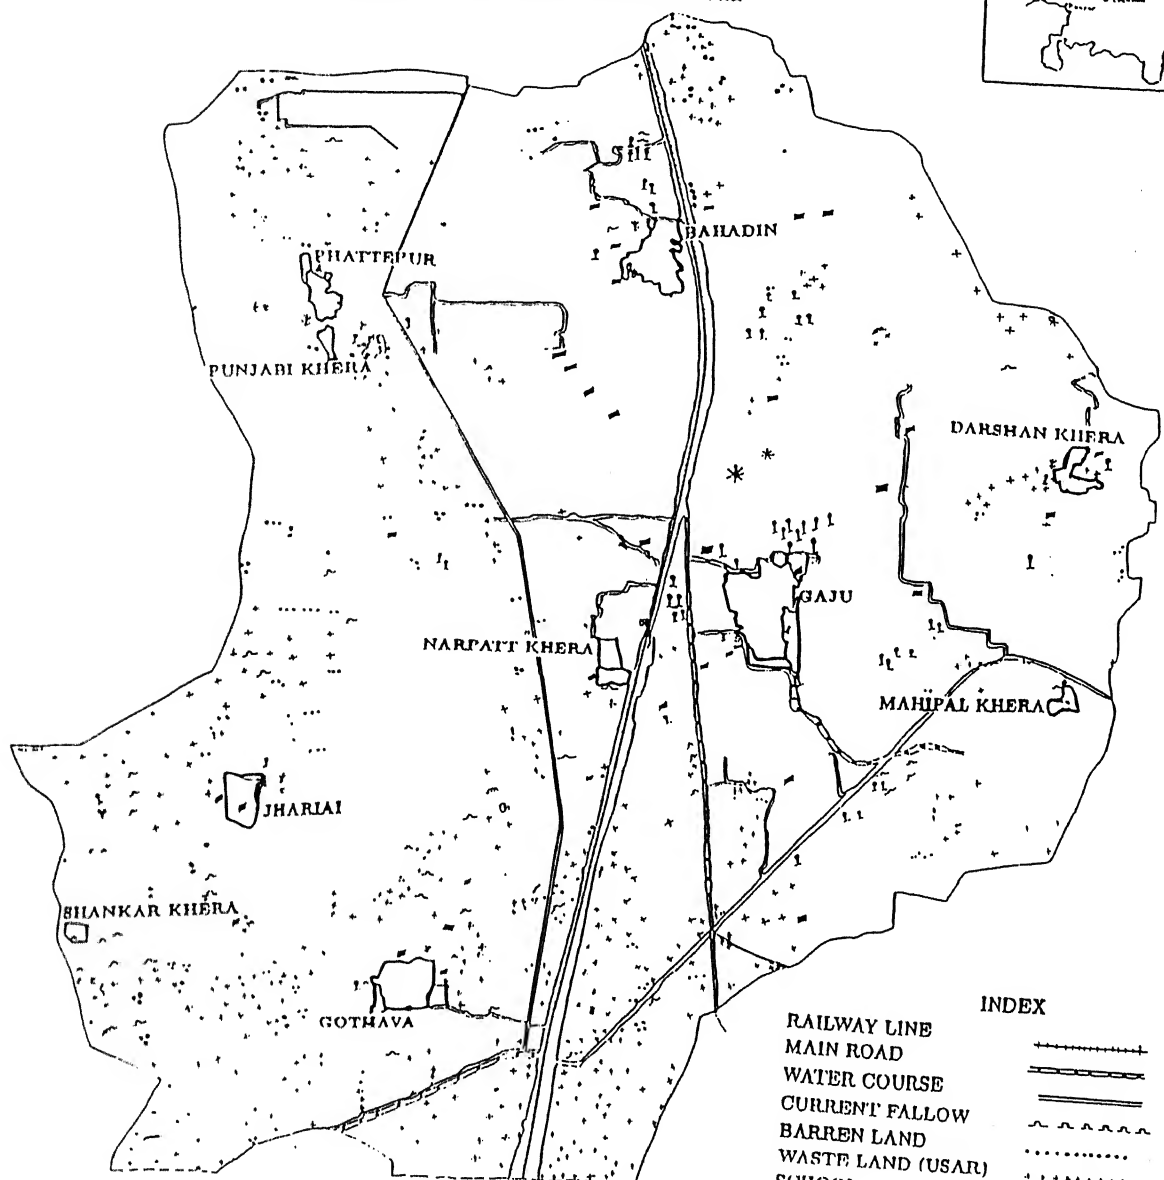 BAHADIN
PHATTEPUR
PUNJABI KHERA
DARSHAN KHERA
GAJU
NARPATT KHERA
MAHIPAL KHERA
JHARIAI
SHANKAR KHERA
GOTHAVA
INDEX
RAILWAY LINE
MAIN ROAD
WATER COURSE
CURRENT FALLOW
BARREN LAND
WASTE LAND (USAR)